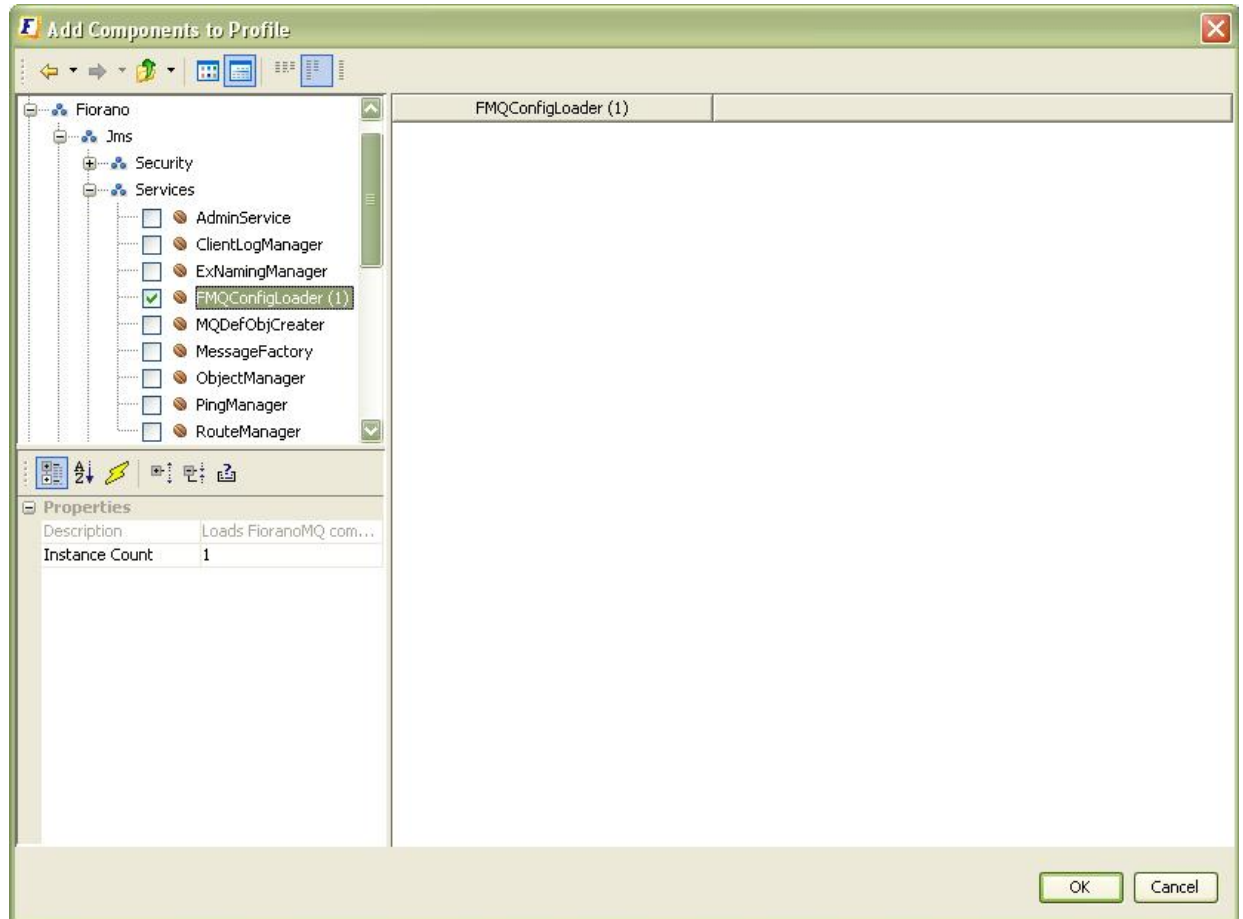 Add Components to Profile
Fiorano
Jms
Security
Services
AdminService
ClientLogManager
ExNamingManager
FMQConfigLoader (1)
MQDefObjCreater
MessageFactory
ObjectManager
PingManager
RouteManager
FMQConfigLoader (1)
Properties
Description Loads FioranoMQ com...
Instance Count 1
OK Cancel